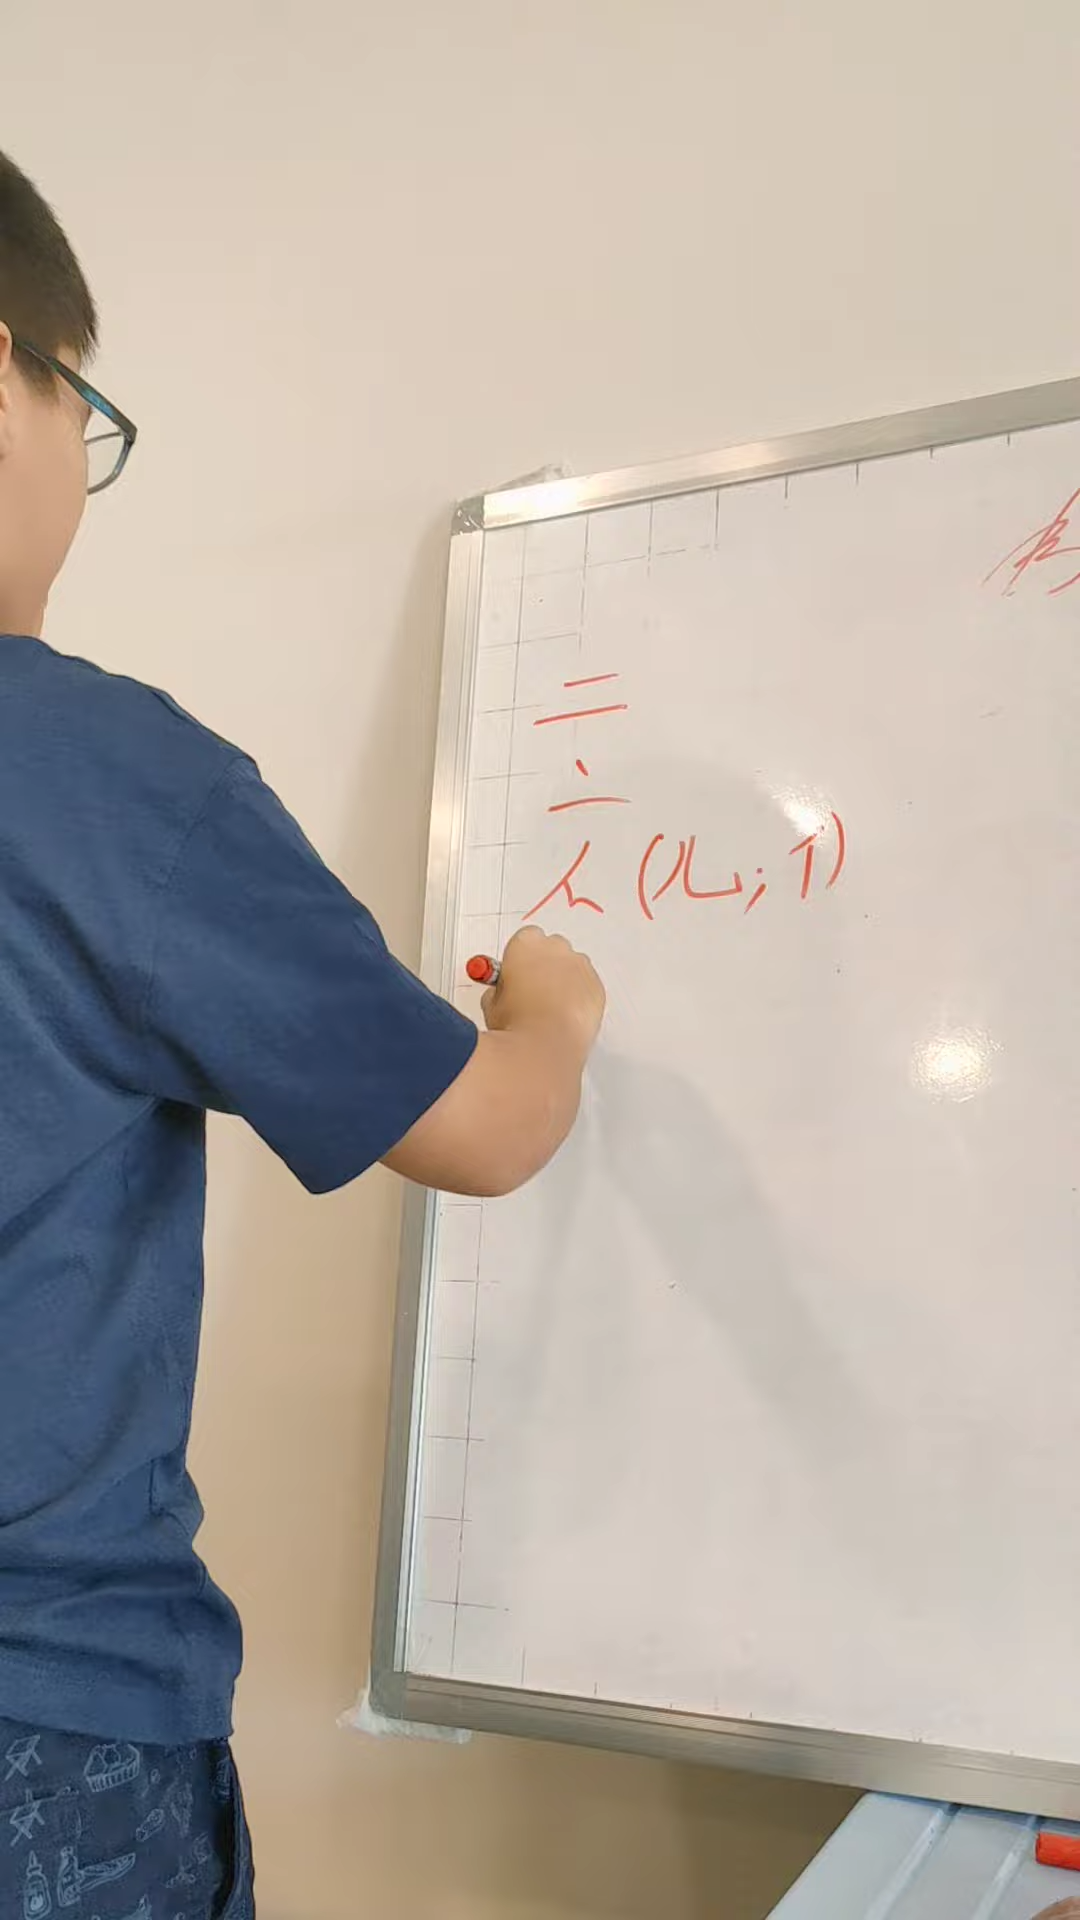 二
亠
人 (儿; 亻)